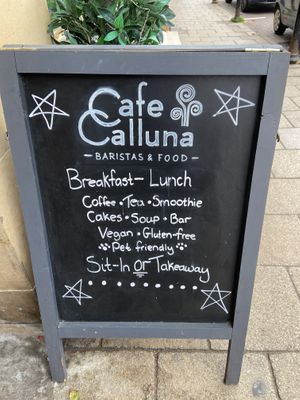 Cafe
Calluna
- BARISTAS & FOOD -
Breakfast - Lunch
Coffee • Tea • Smoothie
Cakes • Soup • Bar
Vegan • Gluten-free
Pet friendly
Sit-In Or Takeaway